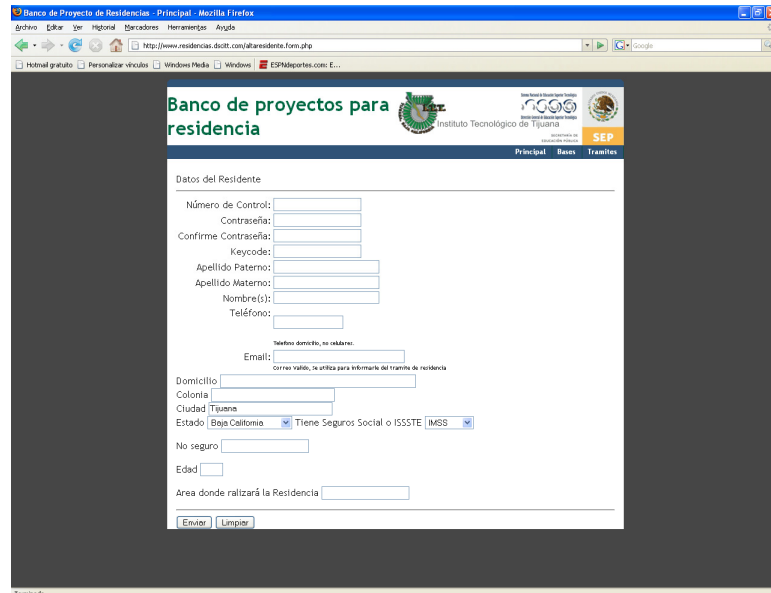 Banco de Proyecto de Residencias - Principal - Mozilla Firefox
Archivo Editar Ver Historial Marcadores Herramientas Ayuda
http://www.residencias.dscitt.com/altaresidente.form.php
Google
Hotmail gratuito Personalizar vínculos Windows Media Windows ESPNdeportes.com: E...
Banco de proyectos para residencia
Instituto Tecnológico de Tijuana
SECRETARÍA DE
EDUCACIÓN PÚBLICA
SEP
Principal Bases Tramites
Datos del Residente
Número de Control:
Contraseña:
Confirme Contraseña:
Keycode:
Apellido Paterno:
Apellido Materno:
Nombre(s):
Teléfono:
Telefono domicilio, no celulares.
Email:
Correo Valido, Se utiliza para informarle del tramite de residencia
Domicilio
Colonia
Ciudad Tijuana
Estado Baja California Tiene Seguros Social o ISSSTE IMSS
No seguro
Edad
Area donde ralizará la Residencia
Enviar Limpiar